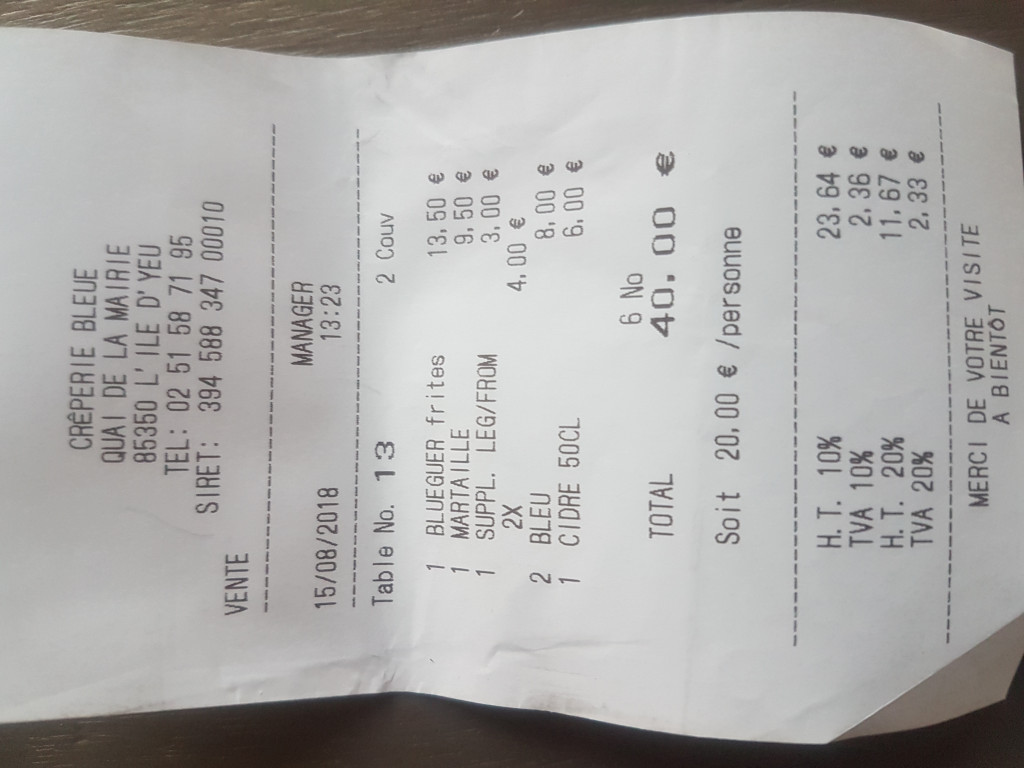 CRÊPERIE BLEUE
QUAI DE LA MAIRIE
85350 L'ILE D'YEU
TEL: 02 51 58 71 95
SIRET: 394 588 347 00010
VENTE
MANAGER
15/08/2018 13:23
Table No. 13 2 Couv
1 BLUEGUER frites 13,50 €
1 MARTAILLE 9,50 €
1 SUPPL. LEG/FROM 3,00 €
2X 4,00 €
2 BLEU 8,00 €
1 CIDRE 50CL 6,00 €
6 No
TOTAL 40,00 €
Soit 20,00 € /personne
H.T. 10% 23,64 €
TVA 10% 2,36 €
H.T. 20% 11,67 €
TVA 20% 2,33 €
MERCI DE VOTRE VISITE
A BIENTÔT